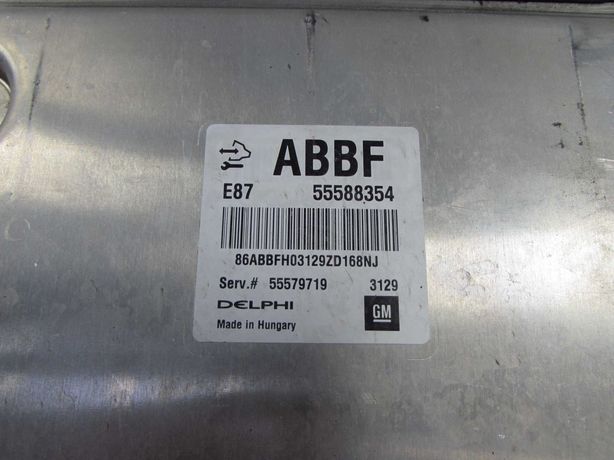 ABBF
E87 55588354
86ABBFH03129ZD168NJ
Serv.# 55579719 3129
DELPHI GM
Made in Hungary